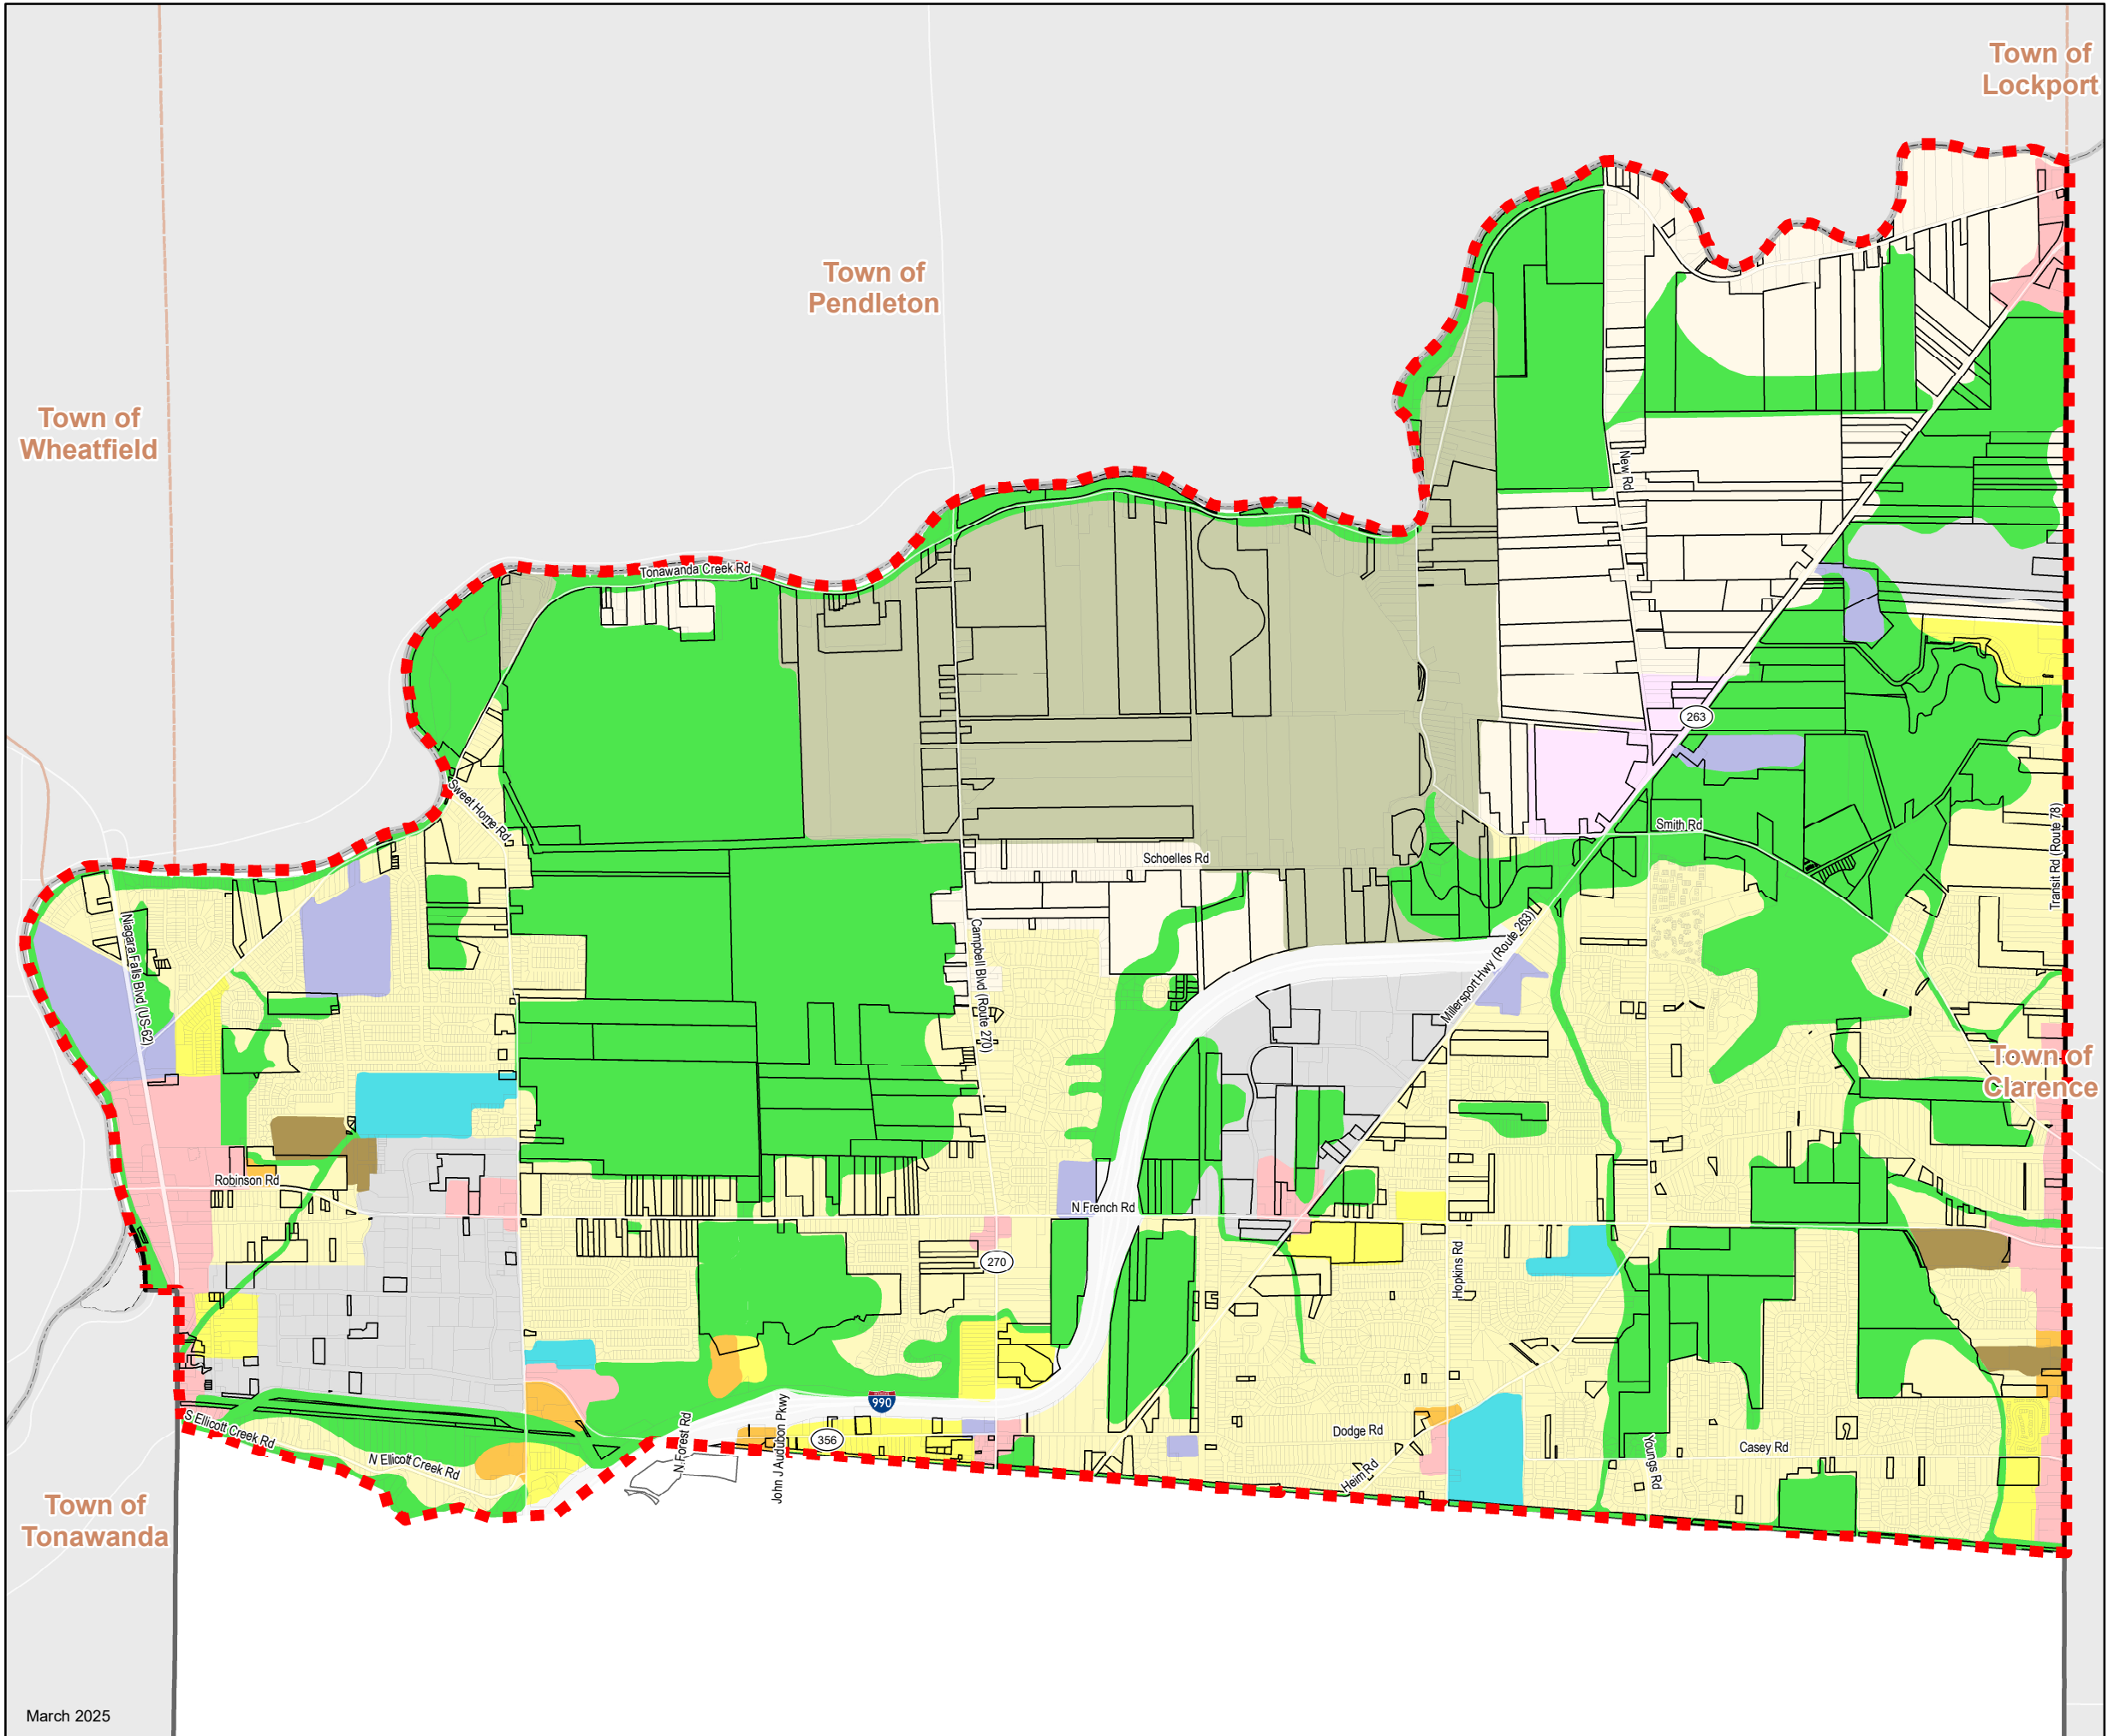 Town of
Lockport
Town of
Pendleton
Town of
Wheatfield
New Rd
Tonawanda Creek Rd
263
Sweet Home Rd
Smith Rd
Transit Rd (Route 78)
Schoelles Rd
Niagara Falls Blvd (US-62)
Campbell Blvd (Route 270)
Millersport Hwy (Route 263)
Town of
Clarence
Robinson Rd
N French Rd
270
Hopkins Rd
990
S Ellicott Creek Rd
N Ellicott Creek Rd
N Forest Rd
John J Audubon Pkwy
356
Dodge Rd
Heim Rd
Youngs Rd
Casey Rd
Town of
Tonawanda
March 2025